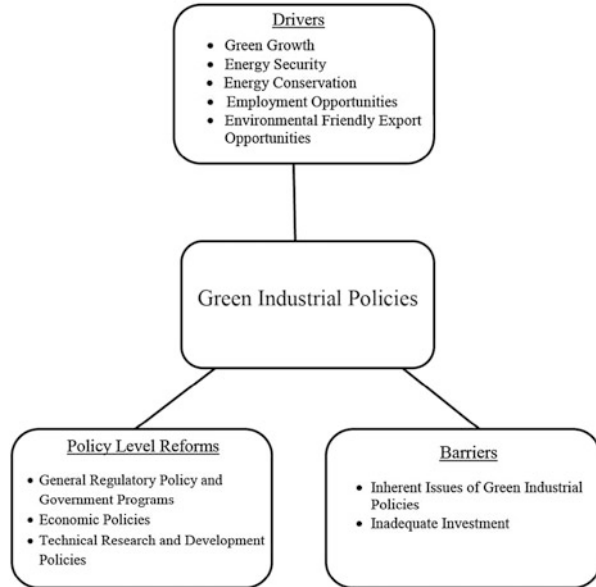 Drivers
• Green Growth
• Energy Security
• Energy Conservation
• Employment Opportunities
• Environmental Friendly Export
Opportunities
Green Industrial Policies
Policy Level Reforms
• General Regulatory Policy and
Government Programs
• Economic Policies
• Technical Research and Development
Policies
Barriers
• Inherent Issues of Green Industrial
Policies
• Inadequate Investment